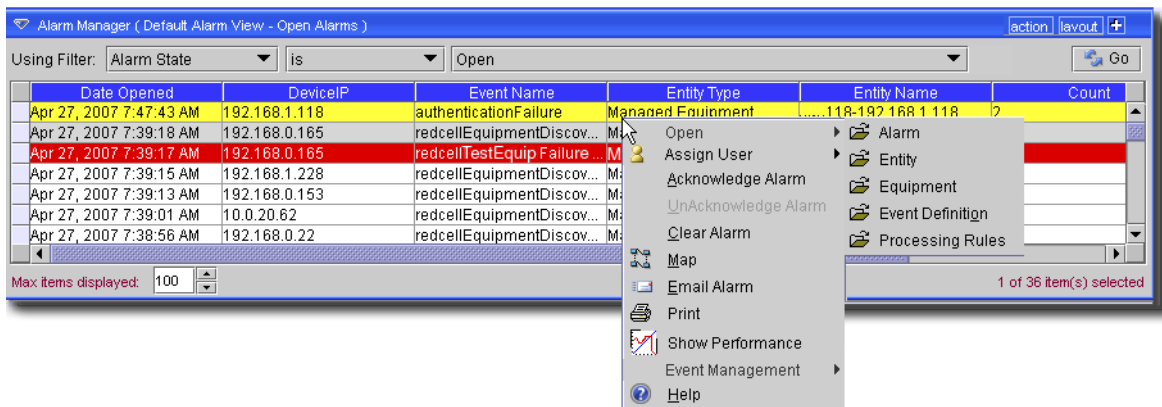 Alarm Manager ( Default Alarm View - Open Alarms ) action layout
Using Filter: Alarm State is Open Go
Date Opened DeviceIP Event Name Entity Type Entity Name Count
Apr 27, 2007 7:47:43 AM 192.168.1.118 authenticationFailure Managed Equipment .....118-192.168.1.118 2
Apr 27, 2007 7:39:18 AM 192.168.0.165 redcellEquipmentDiscov...
Apr 27, 2007 7:39:17 AM 192.168.0.165 redcellTestEquip Failure ...
Apr 27, 2007 7:39:15 AM 192.168.1.228 redcellEquipmentDiscov...
Apr 27, 2007 7:39:13 AM 192.168.0.153 redcellEquipmentDiscov...
Apr 27, 2007 7:39:01 AM 10.0.20.62 redcellEquipmentDiscov...
Apr 27, 2007 7:38:56 AM 192.168.0.22 redcellEquipmentDiscov...
Max items displayed: 100 1 of 36 item(s) selected
Open
Assign User
Acknowledge Alarm
UnAcknowledge Alarm
Clear Alarm
Map
Email Alarm
Print
Show Performance
Event Management
Help
Alarm
Entity
Equipment
Event Definition
Processing Rules